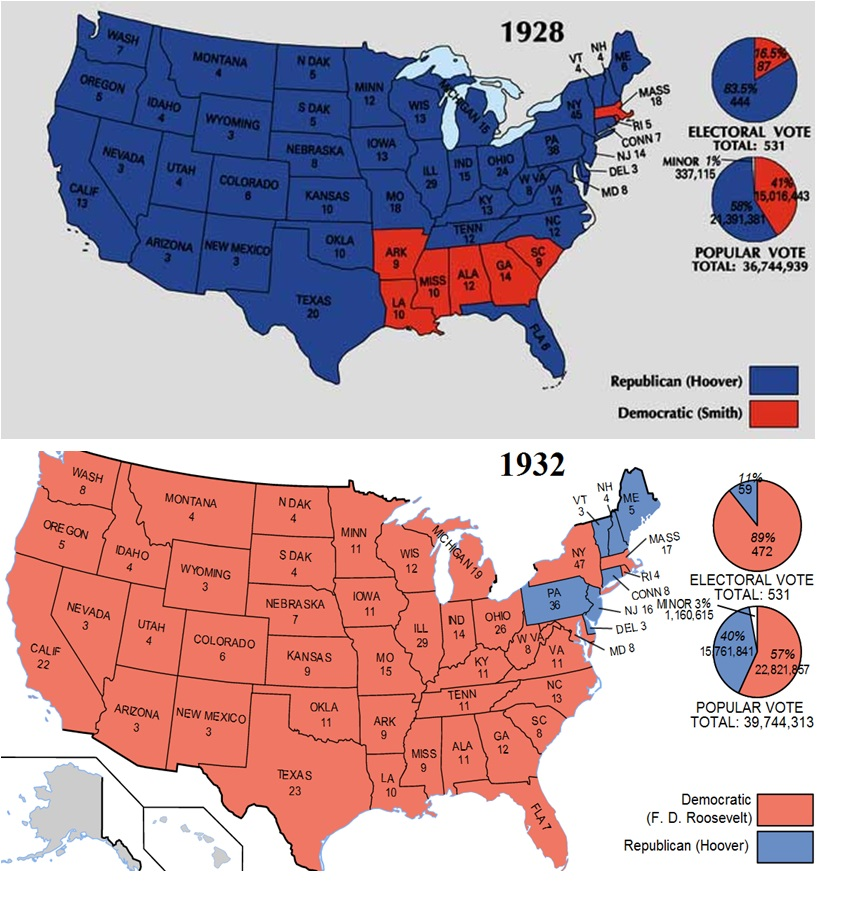 1928
WASH
7
MONTANA
4
N DAK
5
MINN
12
VT
4
NH
4
ME
6
OREGON
5
IDAHO
4
WYOMING
3
S DAK
5
WIS
13
MICHIGAN 15
NY
45
MASS
18
RI 5
CONN 7
NJ 14
DEL 3
MD 8
NEVADA
3
UTAH
4
COLORADO
6
NEBRASKA
8
IOWA
13
ILL
29
IND
15
OHIO
24
PA
38
W VA
8
VA
12
CALIF
13
ARIZONA
3
NEW MEXICO
3
KANSAS
10
MO
18
KY
13
NC
12
TENN
12
OKLA
10
ARK
9
SC
9
TEXAS
20
LA
10
MISS
10
ALA
12
GA
14
FLA 6
16.5%
87
83.5%
444
ELECTORAL VOTE
TOTAL: 531
MINOR 1%
337,115
41%
15,016,443
58%
21,391,381
POPULAR VOTE
TOTAL: 36,744,939
Republican (Hoover)
Democratic (Smith)
1932
WASH
8
MONTANA
4
N DAK
4
MINN
11
VT
3
NH
4
ME
5
OREGON
5
IDAHO
4
WYOMING
3
S DAK
4
WIS
12
MICHIGAN 19
NY
47
MASS
17
RI 4
CONN 8
NJ 16
DEL 3
MD 8
NEVADA
3
UTAH
4
COLORADO
6
NEBRASKA
7
IOWA
11
ILL
29
IND
14
OHIO
26
PA
36
W VA
8
VA
11
CALIF
22
ARIZONA
3
NEW MEXICO
3
KANSAS
9
MO
15
KY
11
NC
13
TENN
11
OKLA
11
ARK
9
SC
8
TEXAS
23
LA
10
MISS
9
ALA
11
GA
12
FLA 7
11%
59
89%
472
ELECTORAL VOTE
TOTAL: 531
MINOR 3%
1,160,615
40%
15,761,841
57%
22,821,857
POPULAR VOTE
TOTAL: 39,744,313
Democratic
(F. D. Roosevelt)
Republican (Hoover)